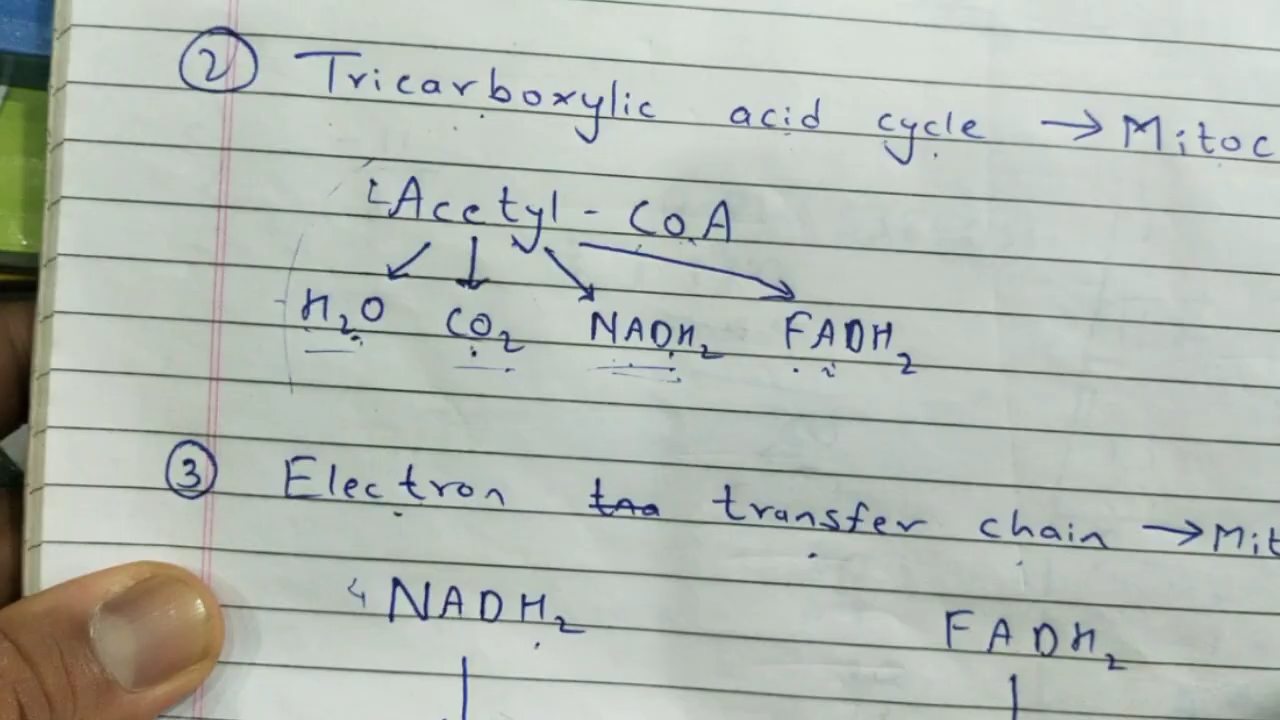 ② Tricarboxylic acid cycle → Mitoc
Acetyl - CoA
H₂O CO₂ NADH₂ FADH₂
③ Electron transfer chain → Mit
NADH₂ FADH₂